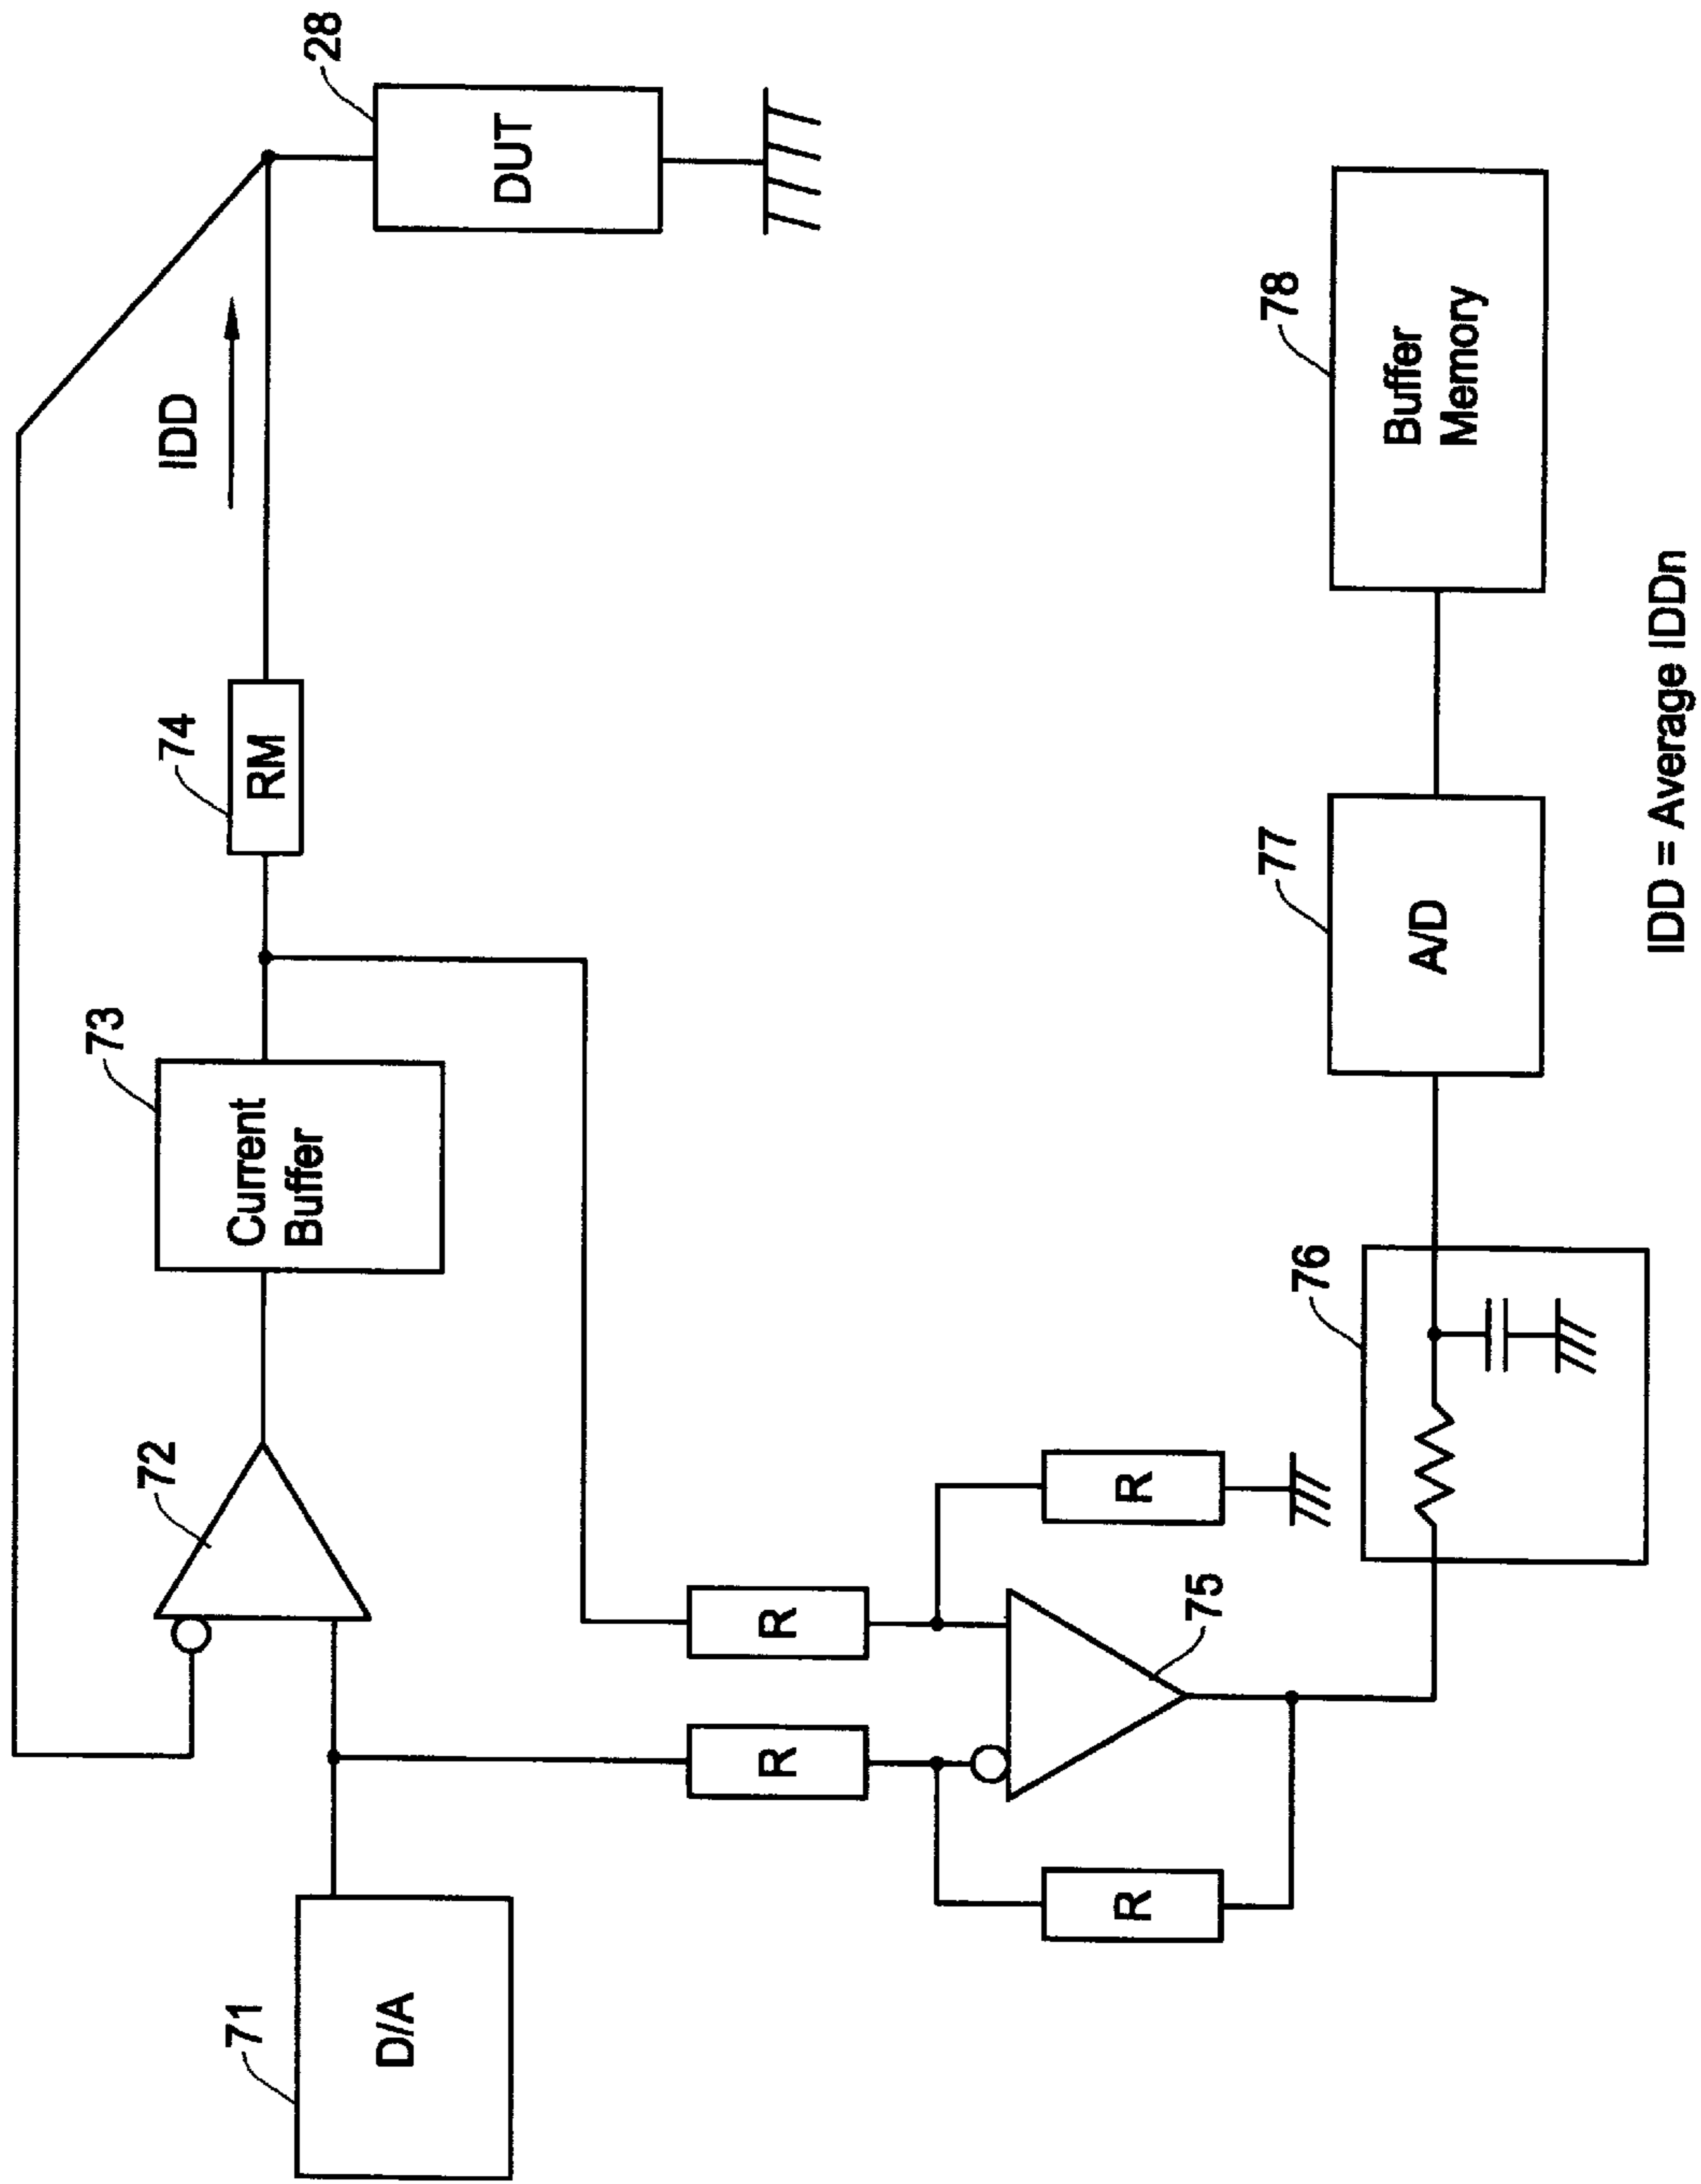 71
D/A
72
73
Current
Buffer
74
RM
IDD
28
DUT
R
R
R
R
75
76
77
A/D
78
Buffer
Memory
IDD = Average IDDn